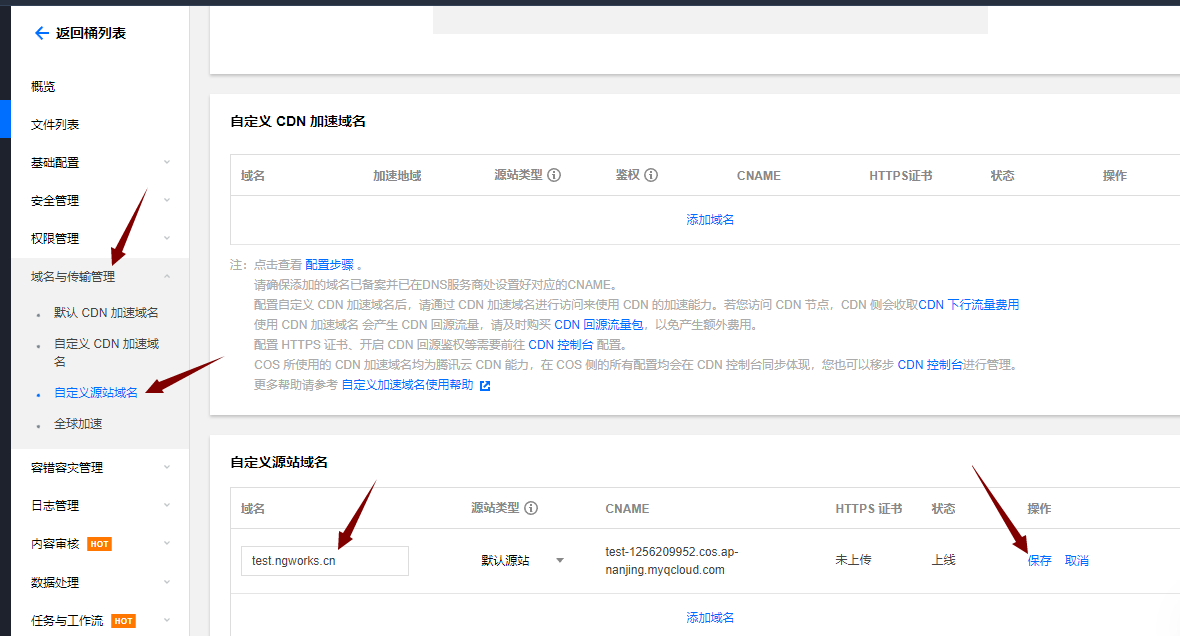 返回桶列表
概览
文件列表
基础配置
安全管理
权限管理
域名与传输管理
默认 CDN 加速域名
自定义 CDN 加速域
名
自定义源站域名
全球加速
容错容灾管理
日志管理
内容审核 HOT
数据处理
任务与工作流 HOT
自定义 CDN 加速域名
域名 加速地域 源站类型 鉴权 CNAME HTTPS证书 状态 操作
添加域名
注：点击查看 配置步骤 。
请确保添加的域名已备案并已在DNS服务商处设置好对应的CNAME。
配置自定义 CDN 加速域名后，请通过 CDN 加速域名进行访问来使用 CDN 的加速能力。若您访问 CDN 节点，CDN 侧会收取CDN 下行流量费用
使用 CDN 加速域名 会产生 CDN 回源流量，请及时购买 CDN 回源流量包，以免产生额外费用。
配置 HTTPS 证书、开启 CDN 回源鉴权等需要前往 CDN 控制台 配置。
COS 所使用的 CDN 加速域名均为腾讯云 CDN 能力，在 COS 侧的所有配置均会在 CDN 控制台同步体现，您也可以移步 CDN 控制台进行管理。
更多帮助请参考 自定义加速域名使用帮助
自定义源站域名
域名 源站类型 CNAME HTTPS 证书 状态 操作
test.ngworks.cn 默认源站 test-1256209952.cos.ap-
nanjing.myqcloud.com 未上传 上线 保存 取消
添加域名